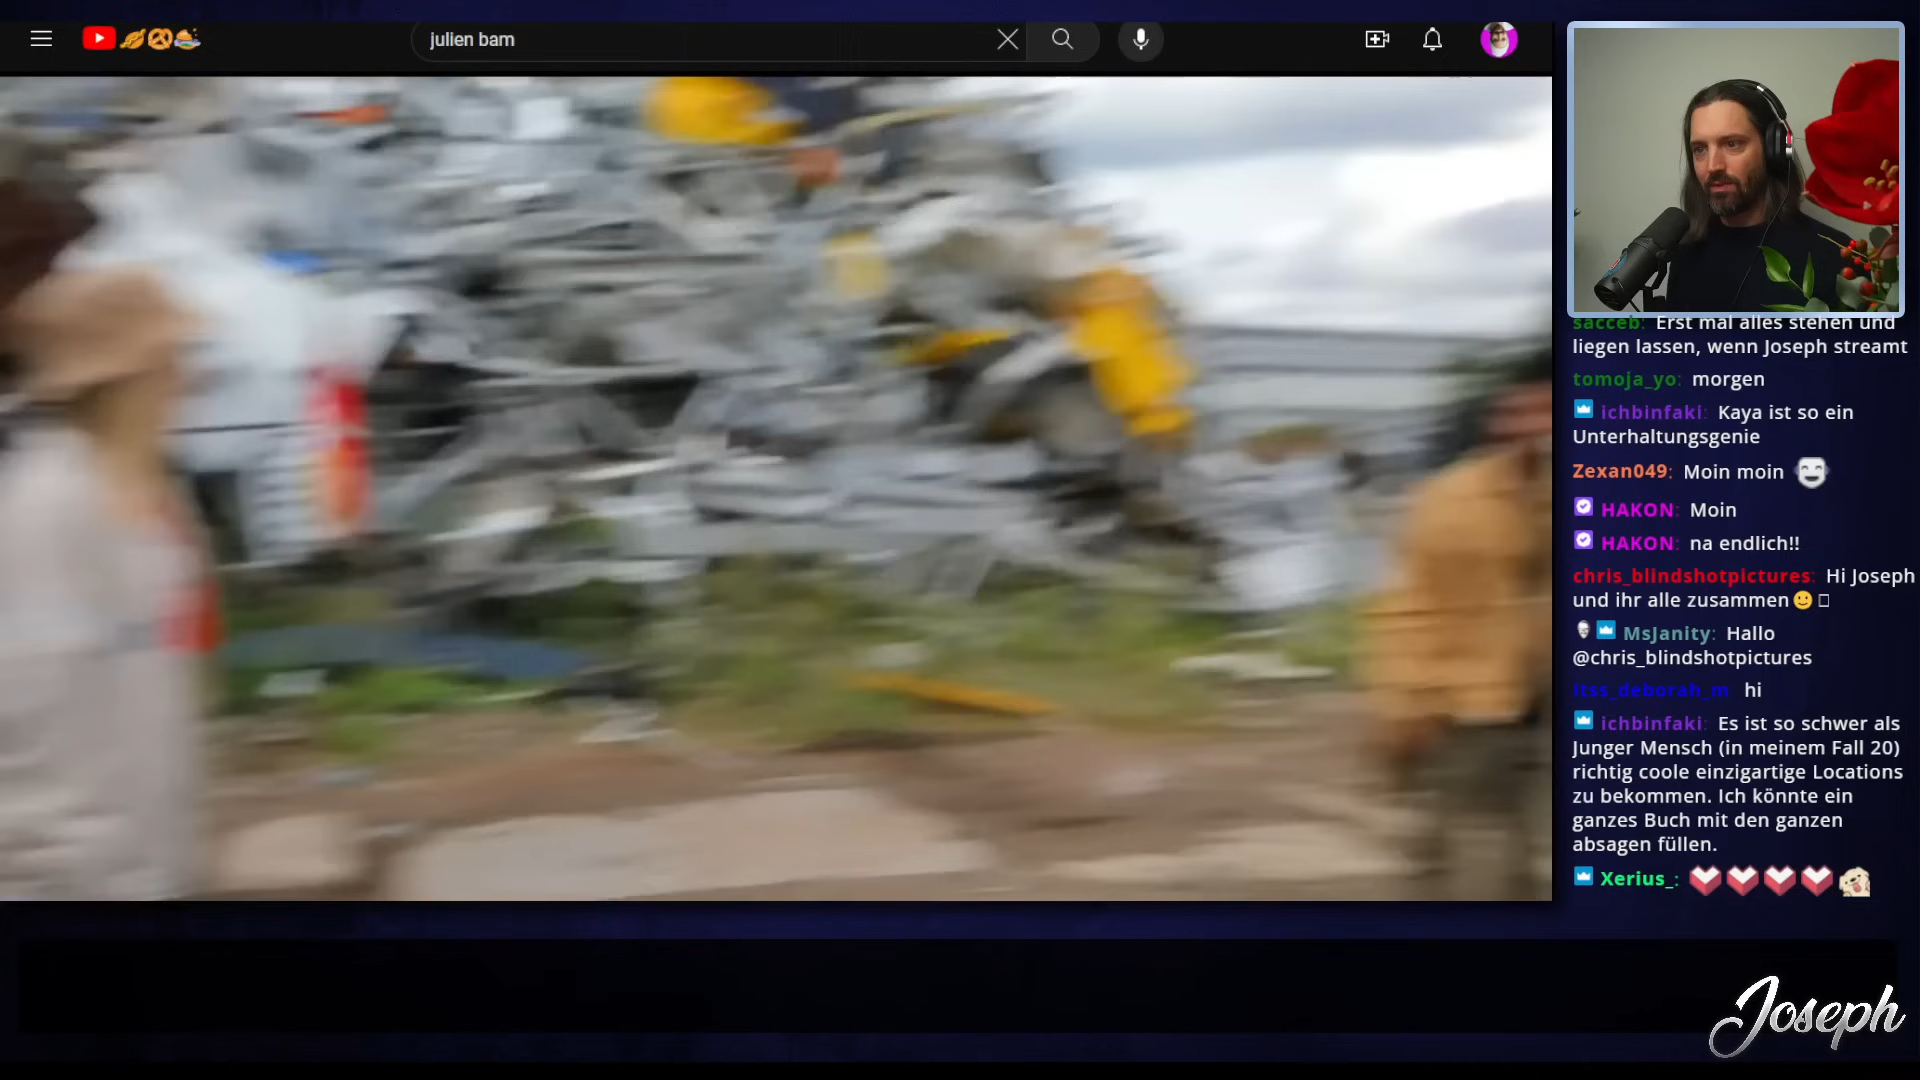 julien bam
sacceb: Erst mal alles stehen und
liegen lassen, wenn Joseph streamt
tomoja_yo: morgen
ichbinfaki: Kaya ist so ein
Unterhaltungsgenie
Zexan049: Moin moin
HAKON: Moin
HAKON: na endlich!!
chris_blindshotpictures: Hi Joseph
und ihr alle zusammen🙂
MsJanity: Hallo
@chris_blindshotpictures
itss_deborah_m: hi
ichbinfaki: Es ist so schwer als
Junger Mensch (in meinem Fall 20)
richtig coole einzigartige Locations
zu bekommen. Ich könnte ein
ganzes Buch mit den ganzen
absagen füllen.
Xerius_:
Joseph